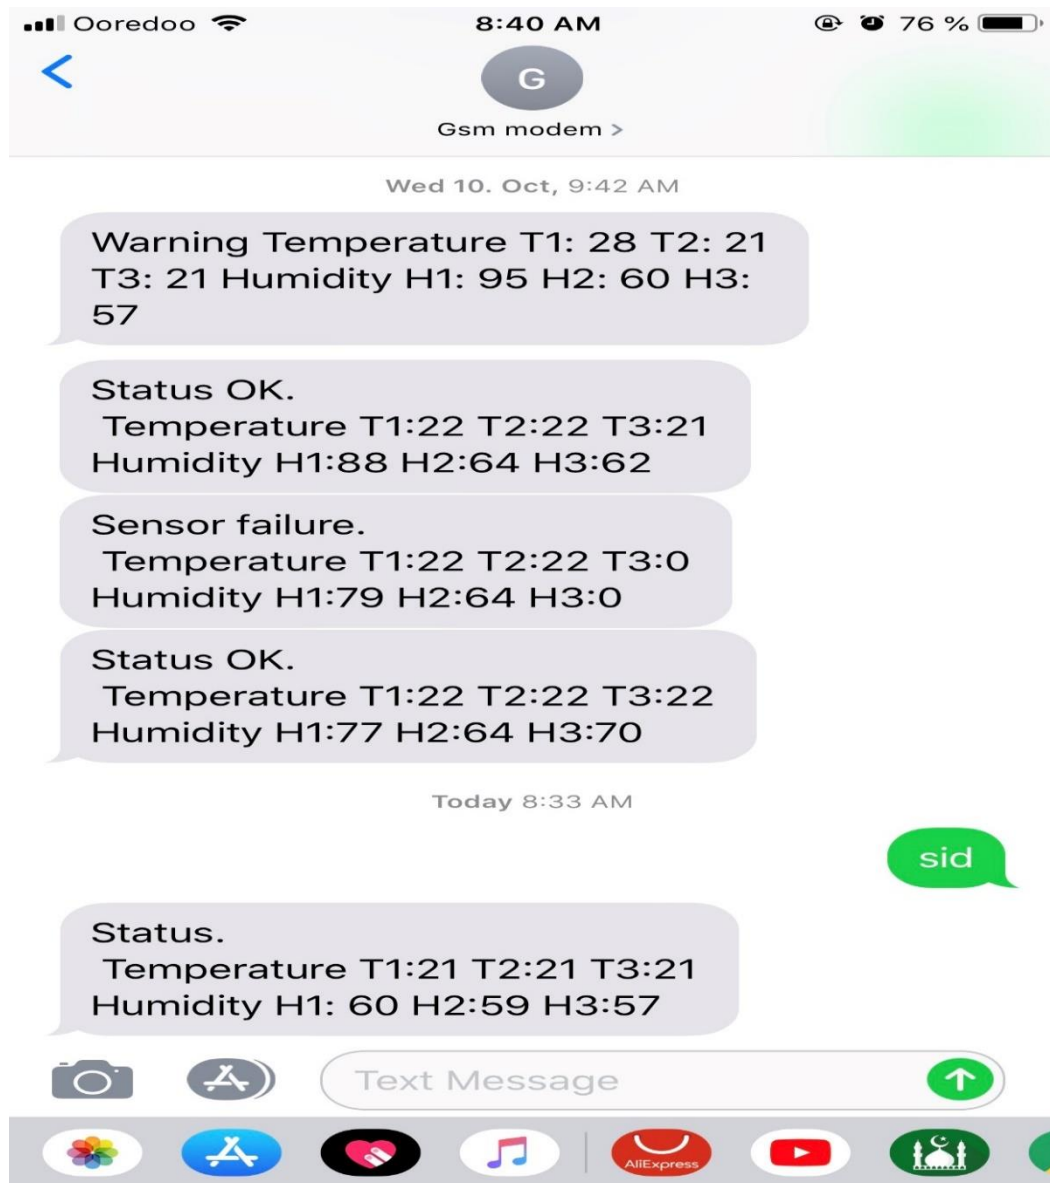 Ooredoo
8:40 AM
76 %
G
Gsm modem >
Wed 10. Oct, 9:42 AM
Warning Temperature T1: 28 T2: 21
T3: 21 Humidity H1: 95 H2: 60 H3:
57
Status OK.
Temperature T1:22 T2:22 T3:21
Humidity H1:88 H2:64 H3:62
Sensor failure.
Temperature T1:22 T2:22 T3:0
Humidity H1:79 H2:64 H3:0
Status OK.
Temperature T1:22 T2:22 T3:22
Humidity H1:77 H2:64 H3:70
Today 8:33 AM
sid
Status.
Temperature T1:21 T2:21 T3:21
Humidity H1: 60 H2:59 H3:57
Text Message
AliExpress